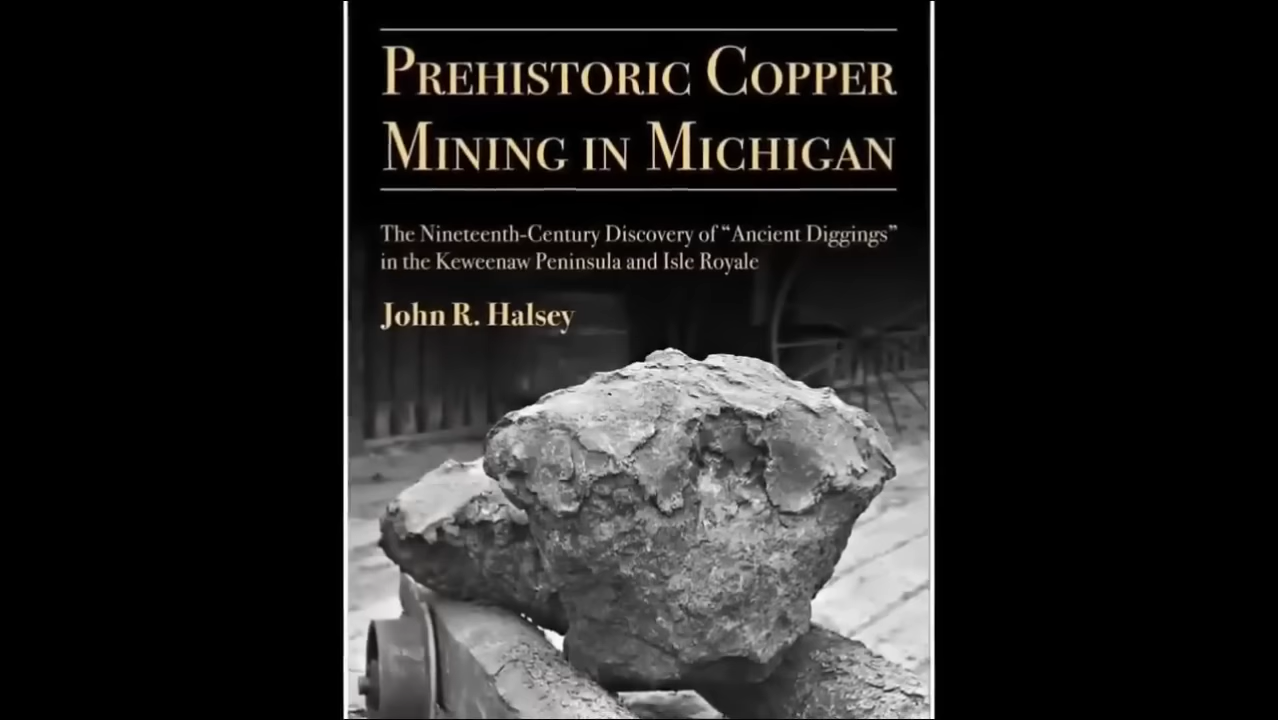 PREHISTORIC COPPER
MINING IN MICHIGAN
The Nineteenth-Century Discovery of “Ancient Diggings”
in the Keweenaw Peninsula and Isle Royale
John R. Halsey